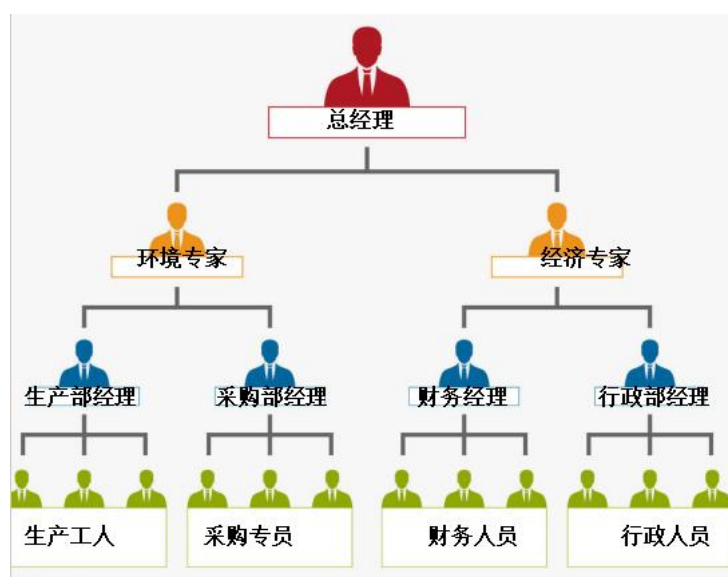 总经理
环境专家
经济专家
生产部经理
采购部经理
财务经理
行政部经理
生产工人
采购专员
财务人员
行政人员